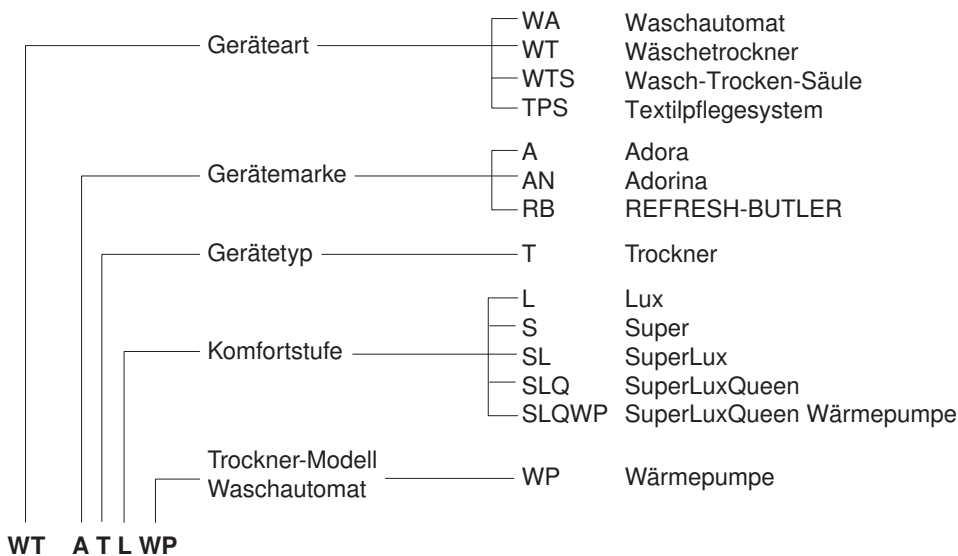 WA Waschautomat
Geräteart WT Wäschetrockner
WTS Wasch-Trocken-Säule
TPS Textilpflegesystem
A Adora
Gerätemarke AN Adorina
RB REFRESH-BUTLER
Gerätetyp T Trockner
L Lux
S Super
Komfortstufe SL SuperLux
SLQ SuperLuxQueen
SLQWP SuperLuxQueen Wärmepumpe
Trockner-Modell
Waschautomat WP Wärmepumpe
WT A T L WP